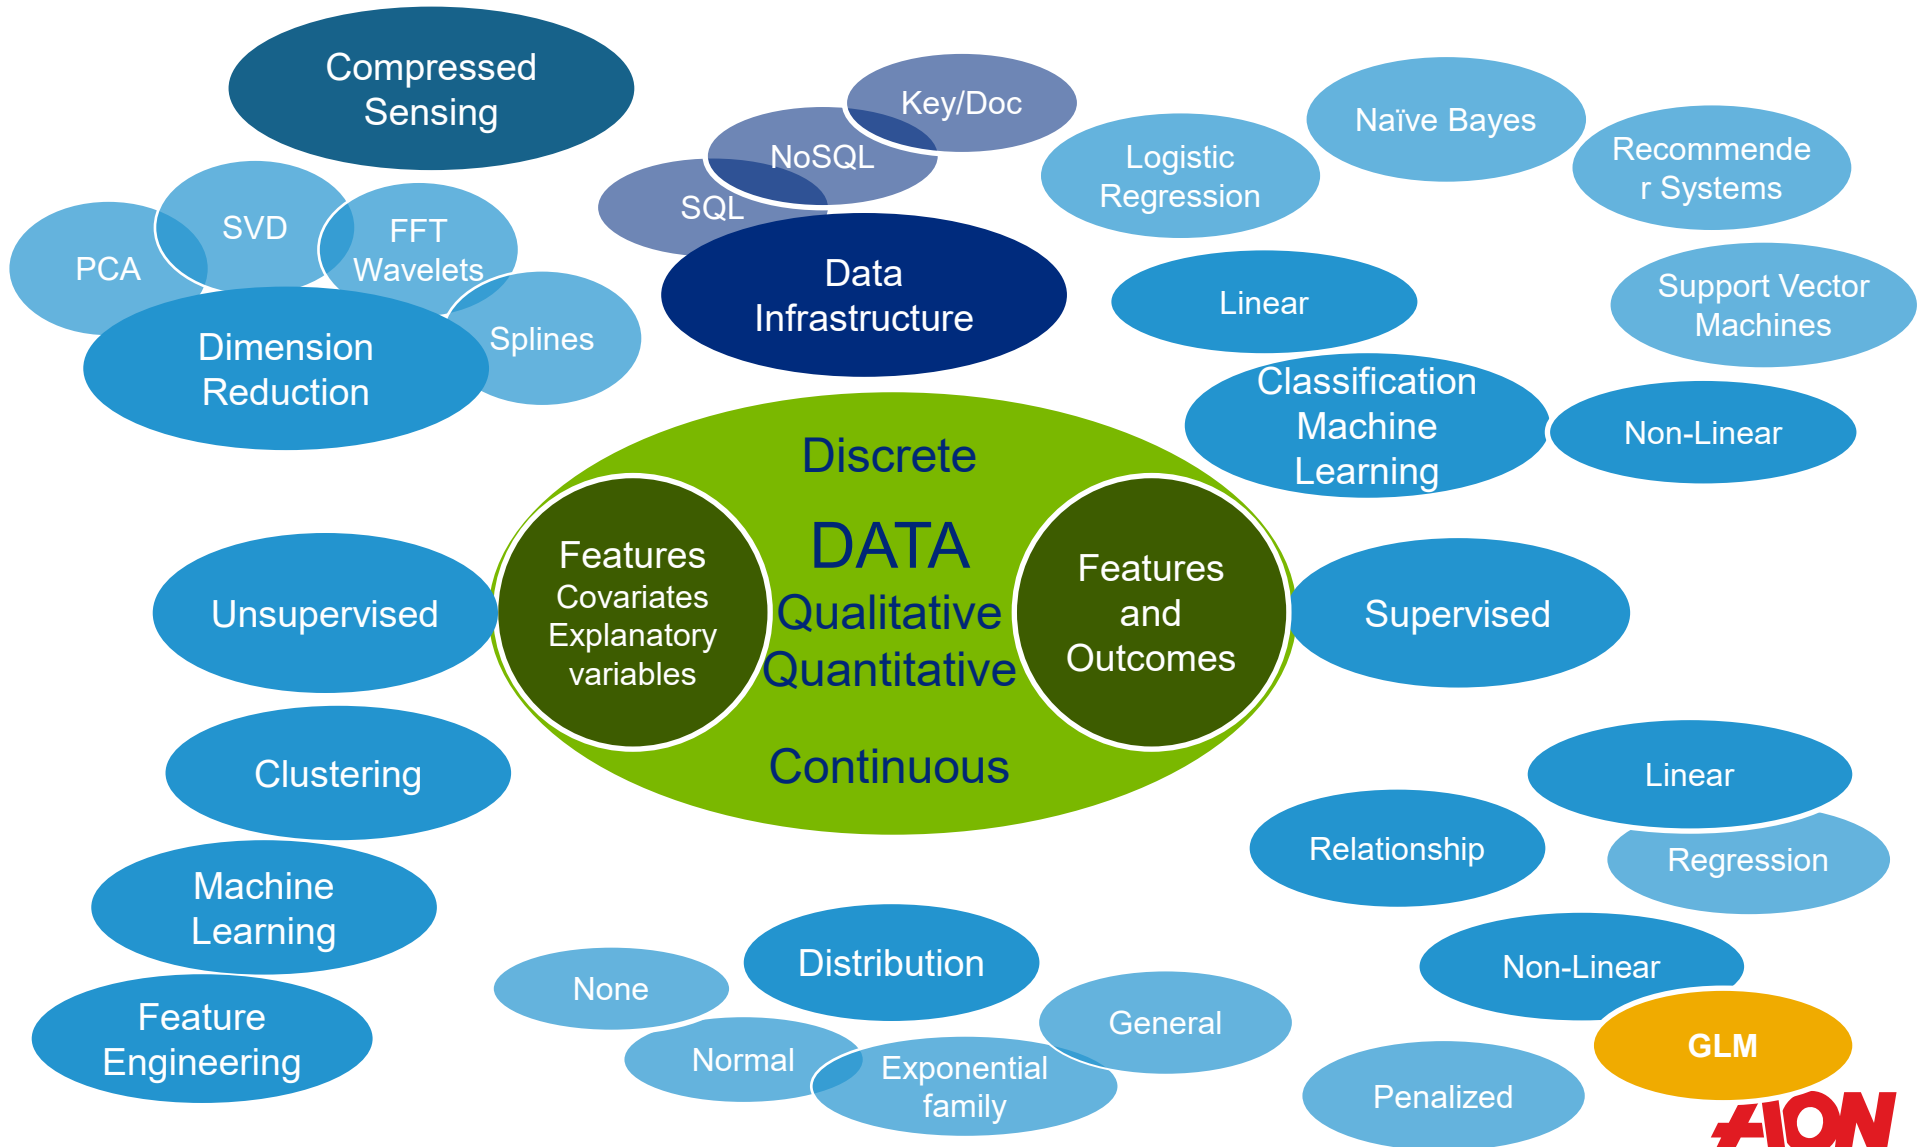 Compressed
Sensing
Key/Doc
NoSQL
SQL
Data
Infrastructure
Naïve Bayes
Logistic
Regression
Recommende
r Systems
Support Vector
Machines
Linear
Classification
Machine
Learning
Non-Linear
PCA
SVD
FFT
Wavelets
Splines
Dimension
Reduction
Discrete
DATA
Qualitative
Quantitative
Continuous
Features
Covariates
Explanatory
variables
Features
and
Outcomes
Unsupervised
Supervised
Clustering
Machine
Learning
Feature
Engineering
Linear
Regression
Relationship
Non-Linear
GLM
Penalized
Distribution
None
Normal
Exponential
family
General
AON